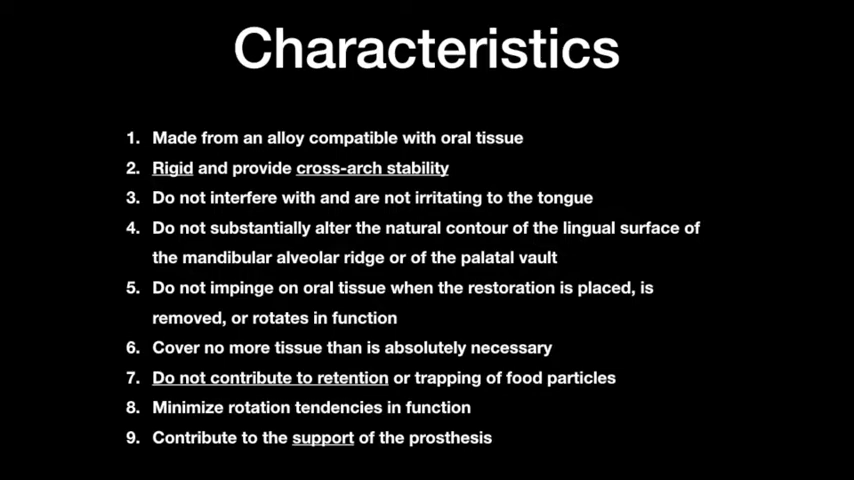 Characteristics
1. Made from an alloy compatible with oral tissue
2. Rigid and provide cross-arch stability
3. Do not interfere with and are not irritating to the tongue
4. Do not substantially alter the natural contour of the lingual surface of
the mandibular alveolar ridge or of the palatal vault
5. Do not impinge on oral tissue when the restoration is placed, is
removed, or rotates in function
6. Cover no more tissue than is absolutely necessary
7. Do not contribute to retention or trapping of food particles
8. Minimize rotation tendencies in function
9. Contribute to the support of the prosthesis